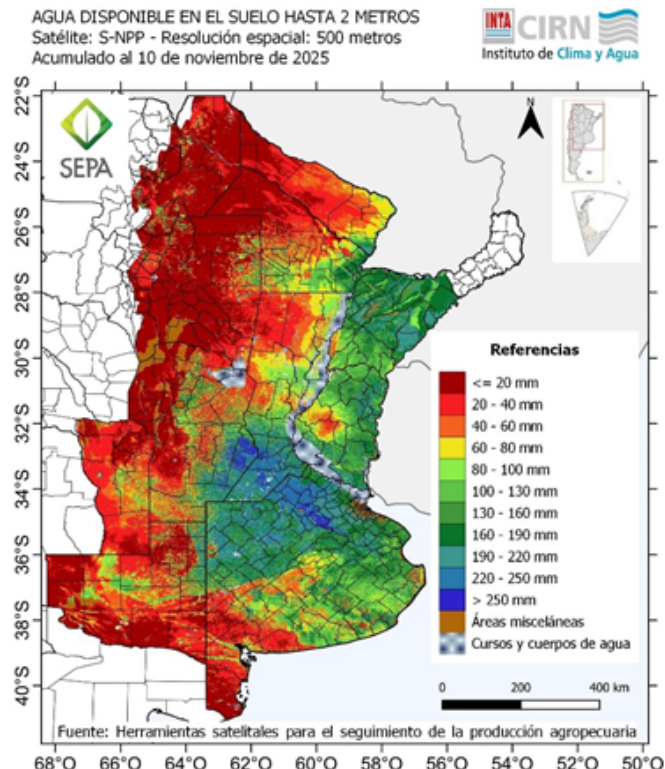 AGUA DISPONIBLE EN EL SUELO HASTA 2 METROS
Satélite: S-NPP - Resolución espacial: 500 metros
Acumulado al 10 de noviembre de 2025
INTA CIRN
Instituto de Clima y Agua
SEPA
N
22°S
24°S
26°S
28°S
30°S
32°S
34°S
36°S
38°S
40°S
Referencias
<= 20 mm
20 - 40 mm
40 - 60 mm
60 - 80 mm
80 - 100 mm
100 - 130 mm
130 - 160 mm
160 - 190 mm
190 - 220 mm
220 - 250 mm
> 250 mm
Áreas misceláneas
Cursos y cuerpos de agua
0 200 400 km
Fuente: Herramientas satelitales para el seguimiento de la producción agropecuaria
68°O 66°O 64°O 62°O 60°O 58°O 56°O 54°O 52°O 50°O